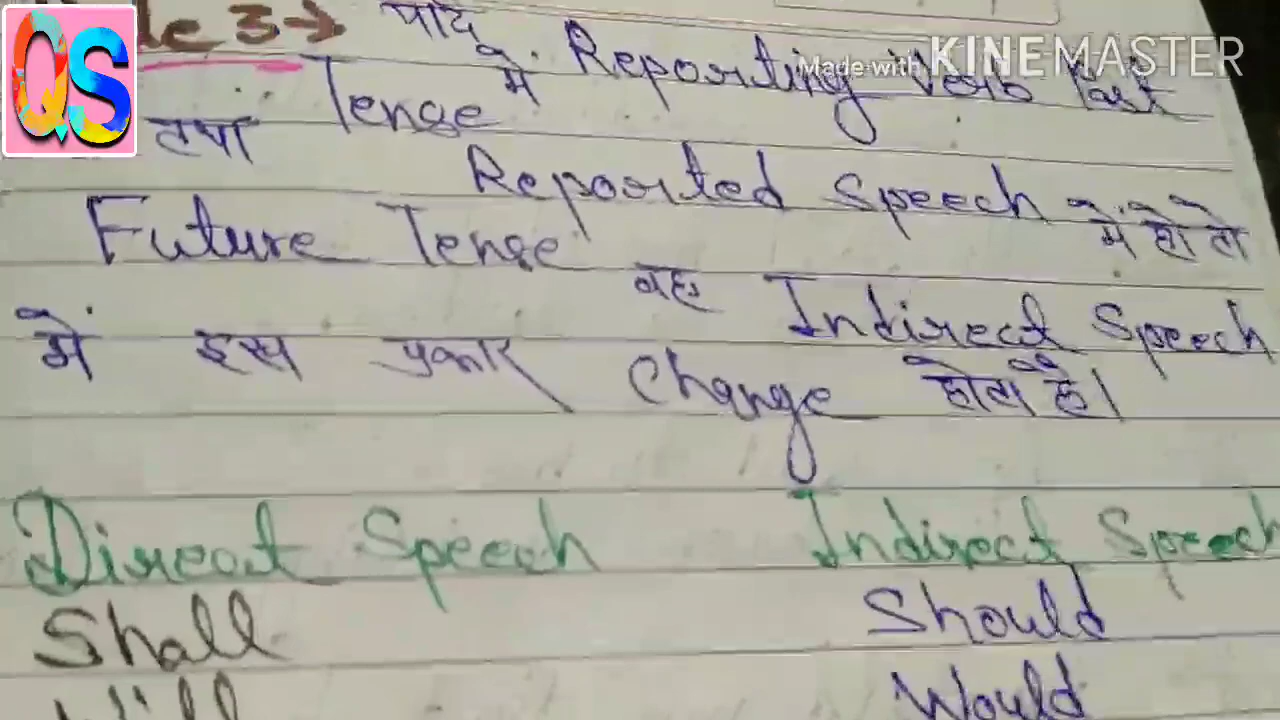 QS
Rule 3→ यदि Reporting Verb Past
Made with KINEMASTER
Tense में
तथा Reported Speech
Future Tense में हो तो
वह Indirect Speech
में इस प्रकार Change होता है।
Direct Speech Indirect Speech
Shall Should
Will Would